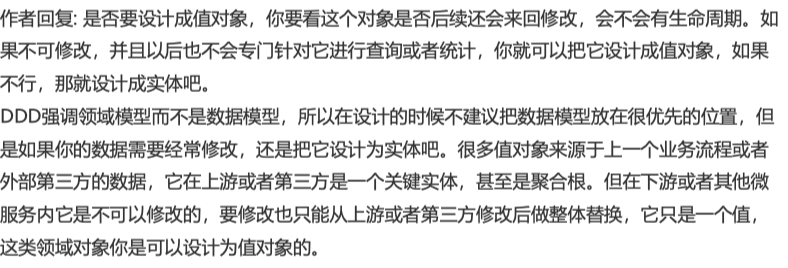 作者回复: 是否要设计成值对象，你要看这个对象是否后续还会来回修改，会不会有生命周期。如
果不可修改，并且以后也不会专门针对它进行查询或者统计，你就可以把它设计成值对象，如果
不行，那就设计成实体吧。
DDD强调领域模型而不是数据模型，所以在设计的时候不建议把数据模型放在很优先的位置，但
是如果你的数据需要经常修改，还是把它设计为实体吧。很多值对象来源于上一个业务流程或者
外部第三方的数据，它在上游或者第三方是一个关键实体，甚至是聚合根。但在下游或者其他微
服务内它是不可以修改的，要修改也只能从上游或者第三方修改后做整体替换，它只是一个值，
这类领域对象你是可以设计为值对象的。